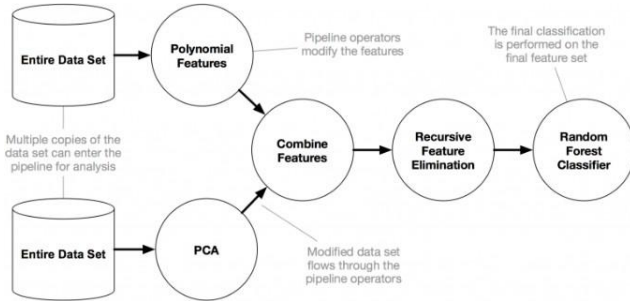 Entire Data Set
Polynomial
Features
Pipeline operators
modify the features
The final classification
is performed on the
final feature set
Multiple copies of the
data set can enter the
pipeline for analysis
Combine
Features
Recursive
Feature
Elimination
Random
Forest
Classifier
Entire Data Set
PCA
Modified data set
flows through the
pipeline operators